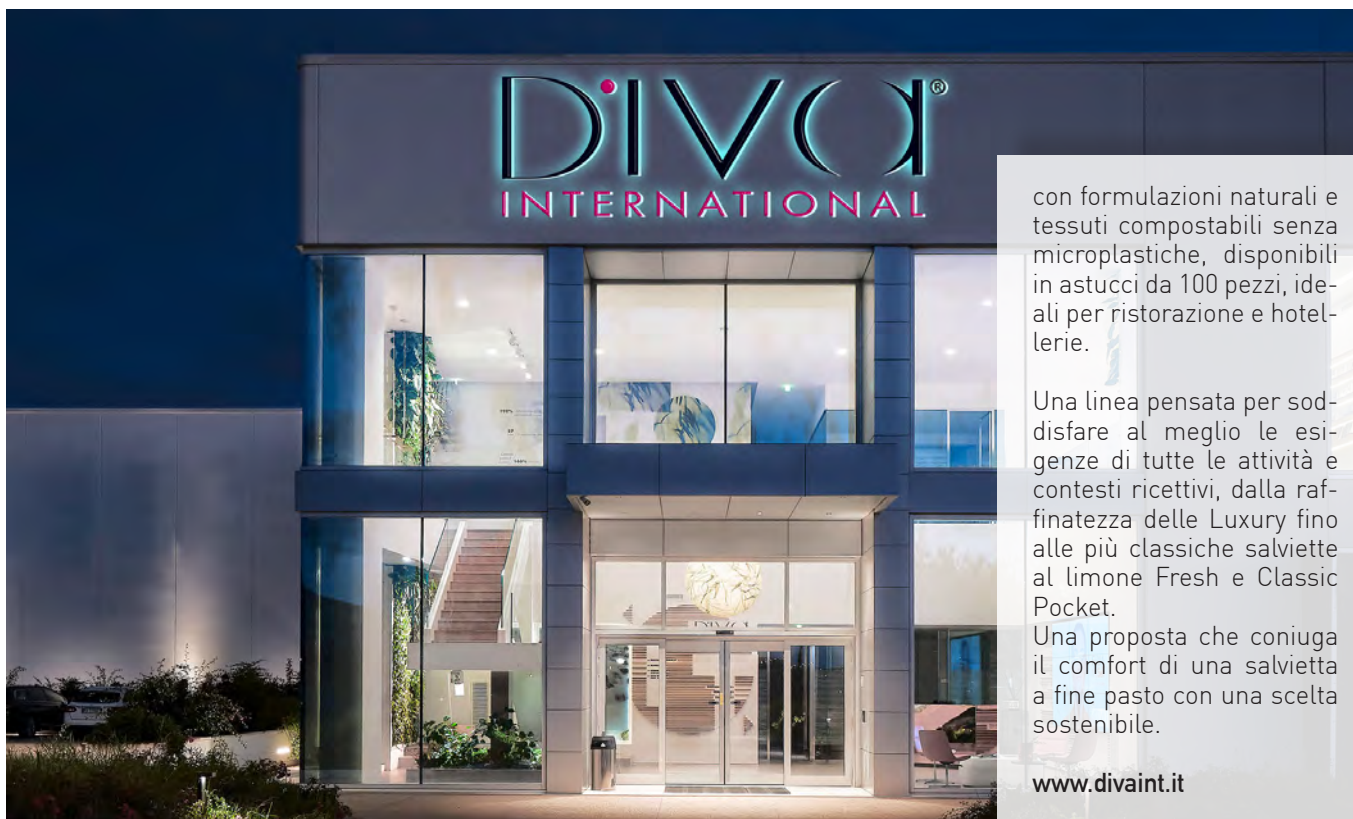 DIVA®
INTERNATIONAL
con formulazioni naturali e
tessuti compostabili senza
microplastiche, disponibili
in astucci da 100 pezzi, ide-
ali per ristorazione e hotel-
lerie.
Una linea pensata per sod-
disfare al meglio le esi-
genze di tutte le attività e
contesti ricettivi, dalla raf-
finatezza delle Luxury fino
alle più classiche salviette
al limone Fresh e Classic
Pocket.
Una proposta che coniuga
il comfort di una salvietta
a fine pasto con una scelta
sostenibile.
www.divaint.it
DIVA